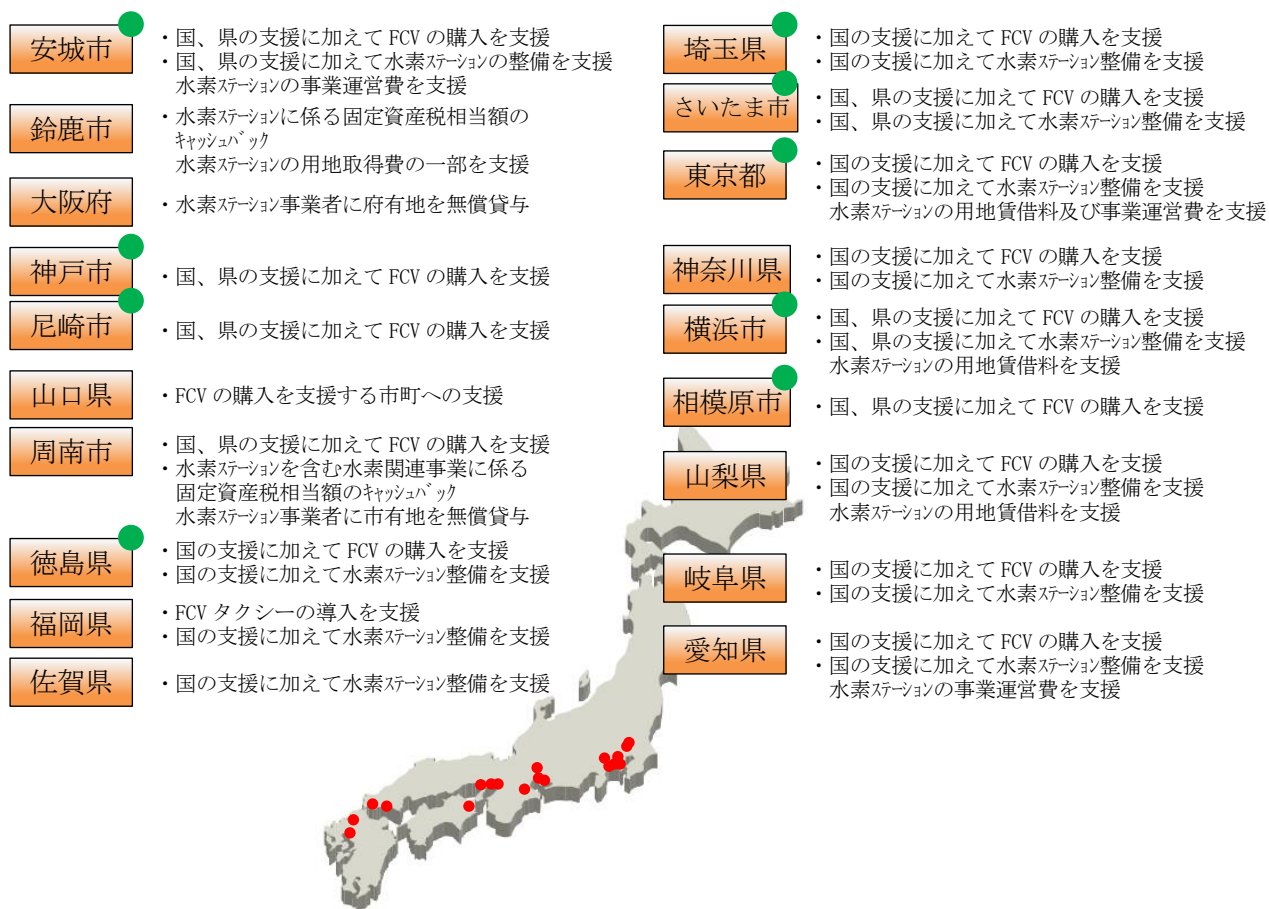 安城市
・国、県の支援に加えて FCV の購入を支援
・国、県の支援に加えて水素ｽﾃｰｼｮﾝの整備を支援
水素ｽﾃｰｼｮﾝの事業運営費を支援
鈴鹿市
・水素ｽﾃｰｼｮﾝに係る固定資産税相当額の
ｷｬｯｼｭﾊﾞｯｸ
水素ｽﾃｰｼｮﾝの用地取得費の一部を支援
大阪府
・水素ｽﾃｰｼｮﾝ事業者に府有地を無償貸与
神戸市
・国、県の支援に加えて FCV の購入を支援
尼崎市
・国、県の支援に加えて FCV の購入を支援
山口県
・FCV の購入を支援する市町への支援
周南市
・国、県の支援に加えて FCV の購入を支援
・水素ｽﾃｰｼｮﾝを含む水素関連事業に係る
固定資産税相当額のｷｬｯｼｭﾊﾞｯｸ
水素ｽﾃｰｼｮﾝ事業者に市有地を無償貸与
徳島県
・国の支援に加えて FCV の購入を支援
・国の支援に加えて水素ｽﾃｰｼｮﾝ整備を支援
福岡県
・FCV タクシーの導入を支援
・国の支援に加えて水素ｽﾃｰｼｮﾝ整備を支援
佐賀県
・国の支援に加えて水素ｽﾃｰｼｮﾝ整備を支援
埼玉県
・国の支援に加えて FCV の購入を支援
・国の支援に加えて水素ｽﾃｰｼｮﾝ整備を支援
さいたま市
・国、県の支援に加えて FCV の購入を支援
・国、県の支援に加えて水素ｽﾃｰｼｮﾝ整備を支援
東京都
・国の支援に加えて FCV の購入を支援
・国の支援に加えて水素ｽﾃｰｼｮﾝ整備を支援
水素ｽﾃｰｼｮﾝの用地賃借料及び事業運営費を支援
神奈川県
・国の支援に加えて FCV の購入を支援
・国の支援に加えて水素ｽﾃｰｼｮﾝ整備を支援
横浜市
・国、県の支援に加えて FCV の購入を支援
・国、県の支援に加えて水素ｽﾃｰｼｮﾝ整備を支援
水素ｽﾃｰｼｮﾝの用地賃借料を支援
相模原市
・国、県の支援に加えて FCV の購入を支援
山梨県
・国の支援に加えて FCV の購入を支援
・国の支援に加えて水素ｽﾃｰｼｮﾝ整備を支援
水素ｽﾃｰｼｮﾝの用地賃借料を支援
岐阜県
・国の支援に加えて FCV の購入を支援
・国の支援に加えて水素ｽﾃｰｼｮﾝ整備を支援
愛知県
・国の支援に加えて FCV の購入を支援
・国の支援に加えて水素ｽﾃｰｼｮﾝ整備を支援
水素ｽﾃｰｼｮﾝの事業運営費を支援